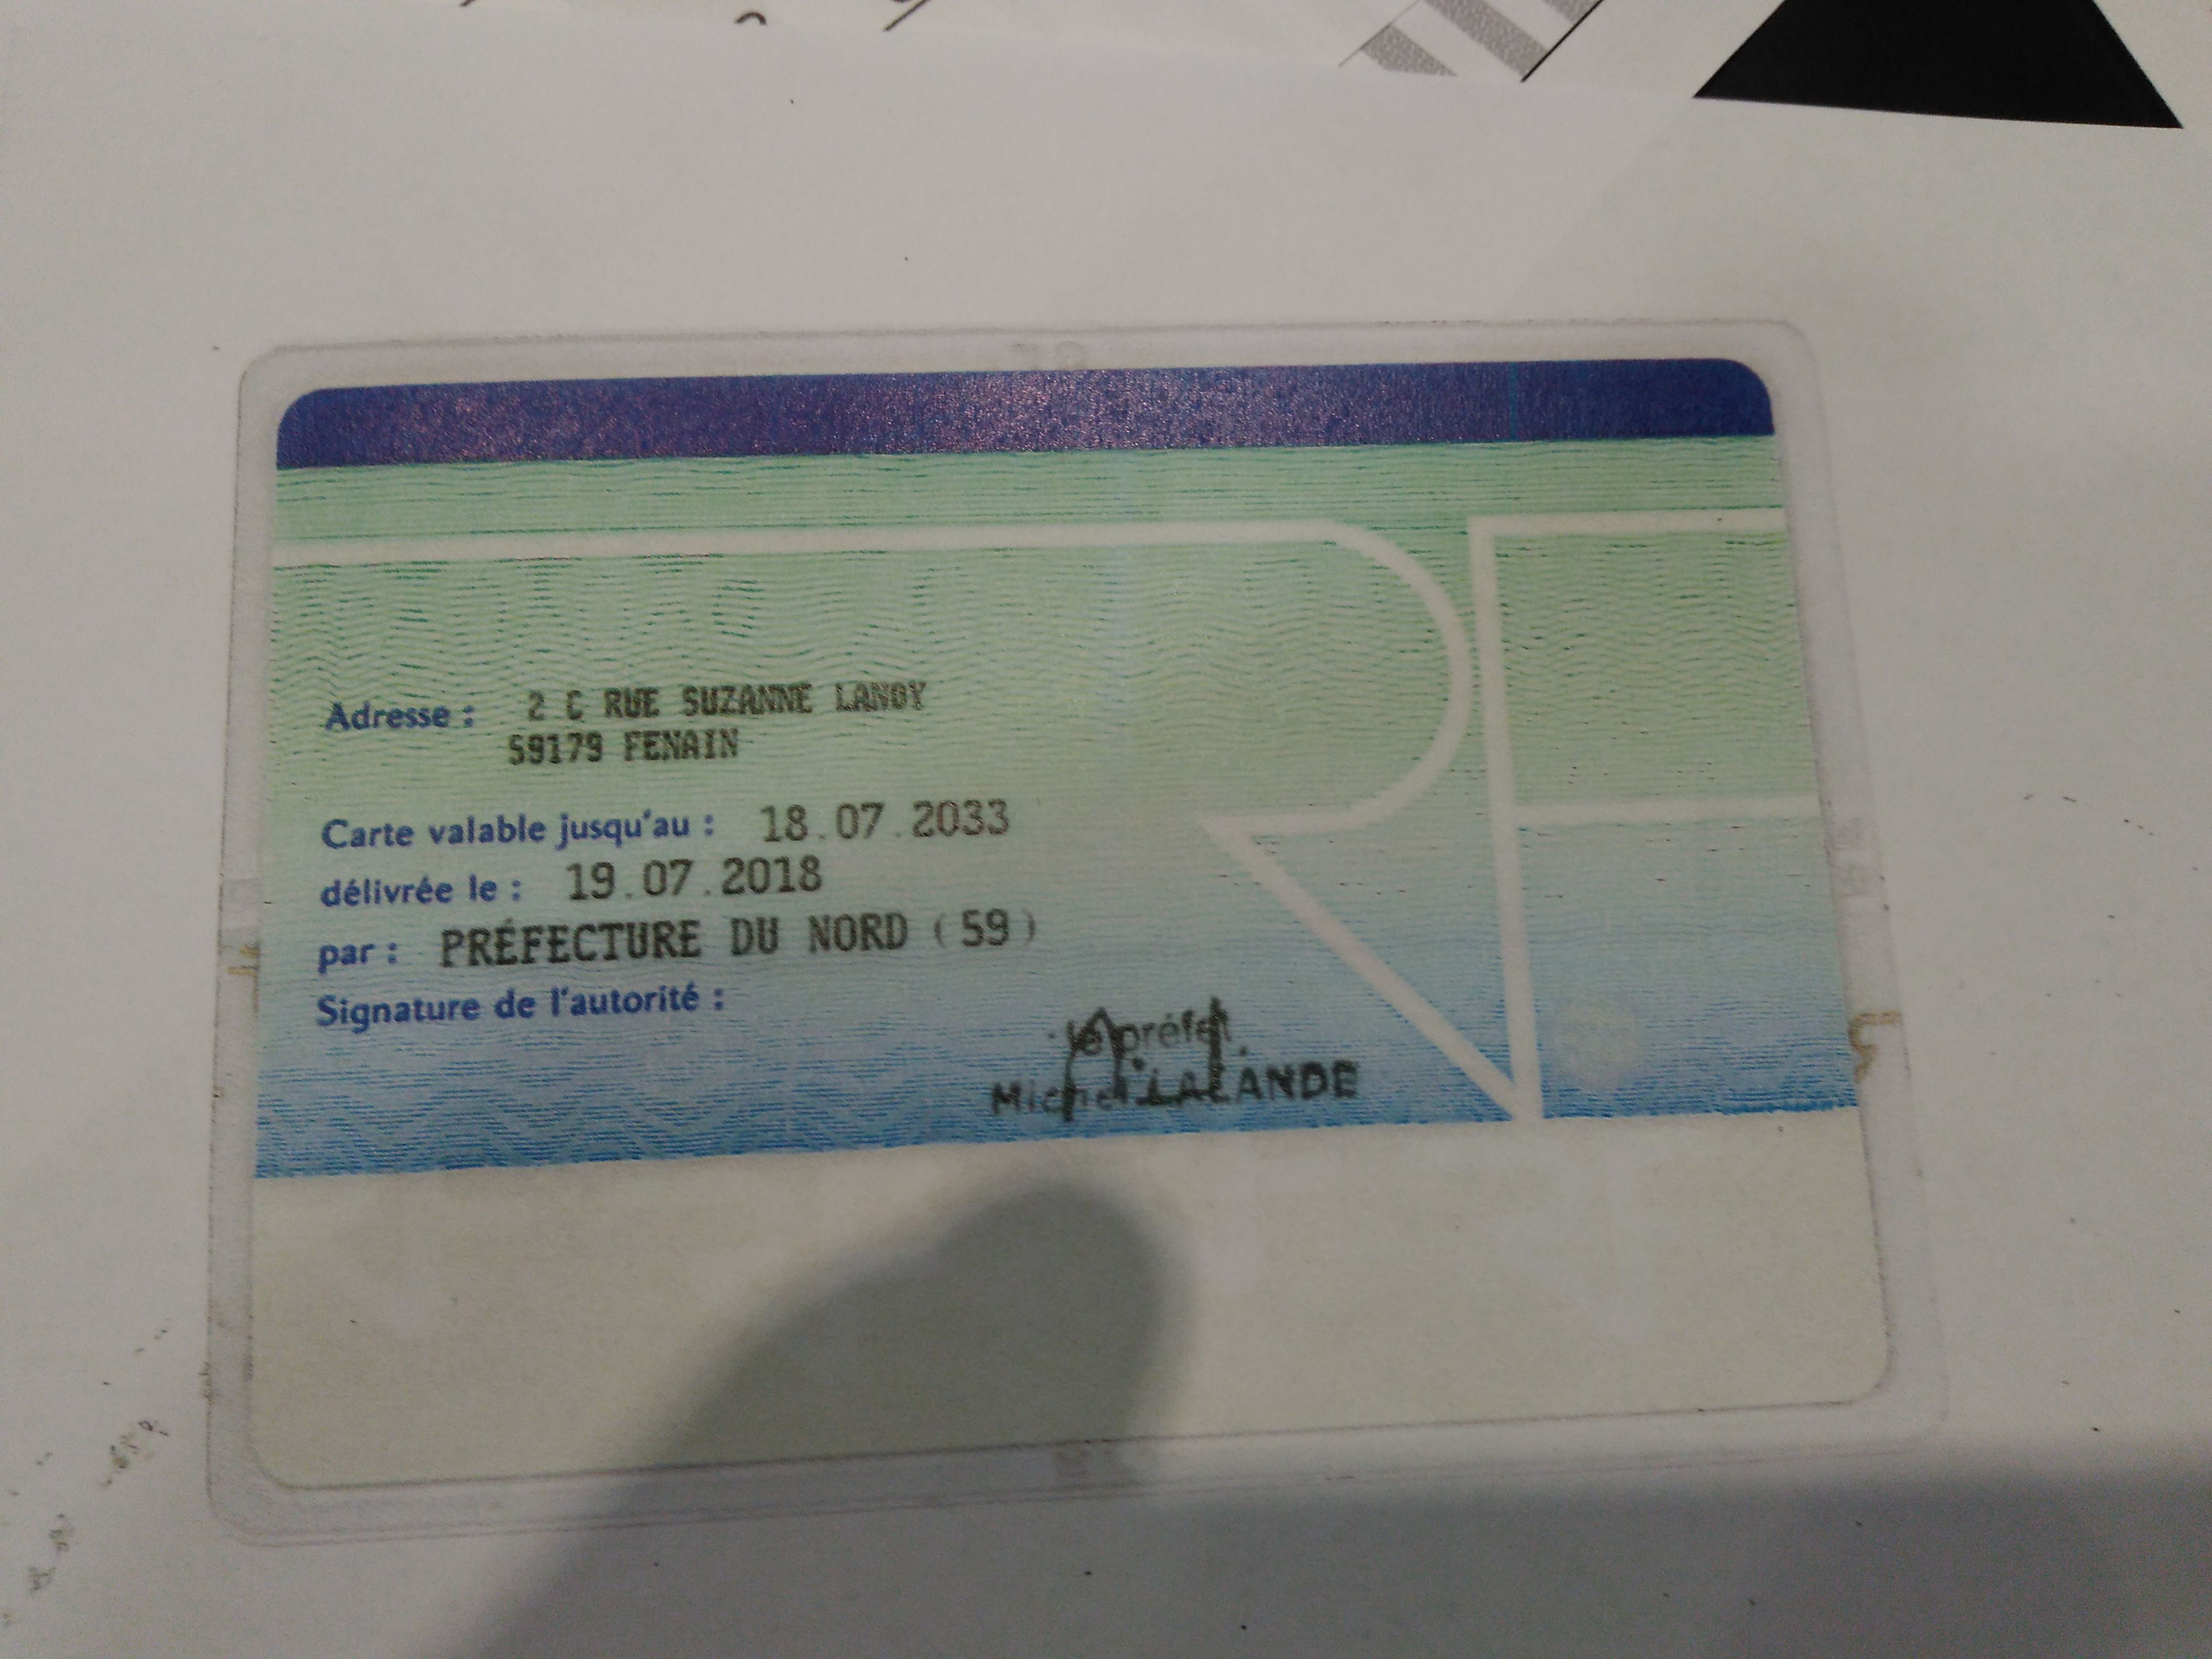 Adresse : 2 C RUE SUZANNE LANOY
59179 FENAIN
Carte valable jusqu'au : 18.07.2033
délivrée le : 19.07.2018
par : PRÉFECTURE DU NORD (59)
Signature de l'autorité :
Le préfet
Michel LALANDE
RF